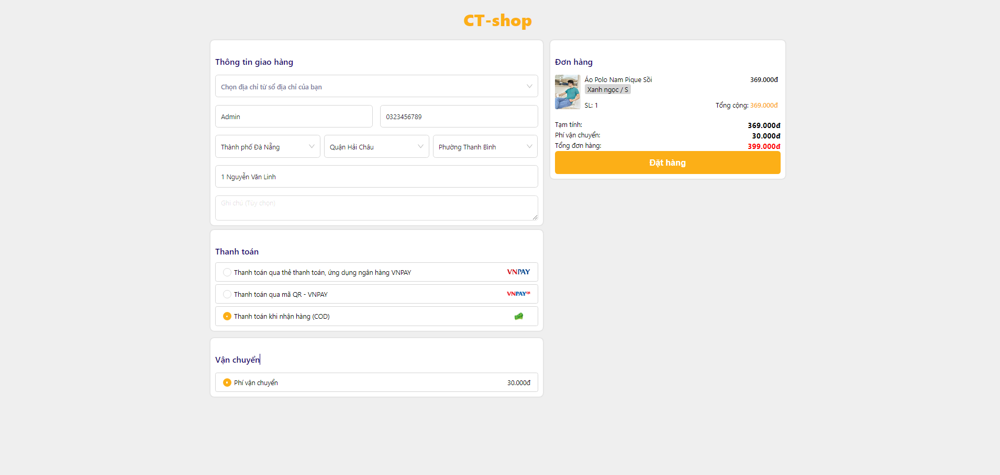 CT-shop
Thông tin giao hàng
Chọn địa chỉ từ sổ địa chỉ của bạn
Admin
0323456789
Thành phố Đà Nẵng
Quận Hải Châu
Phường Thanh Bình
1 Nguyễn Văn Linh
Ghi chú (Tùy chọn)
Thanh toán
Thanh toán qua thẻ thanh toán, ứng dụng ngân hàng VNPAY
VNPAY
Thanh toán qua mã QR - VNPAY
VNPAYQR
Thanh toán khi nhận hàng (COD)
Vận chuyển
Phí vận chuyển
30.000đ
Đơn hàng
Áo Polo Nam Pique Sồi
369.000đ
Xanh ngọc / S
SL: 1
Tổng cộng: 369.000đ
Tạm tính:
369.000đ
Phí vận chuyển:
30.000đ
Tổng đơn hàng:
399.000đ
Đặt hàng